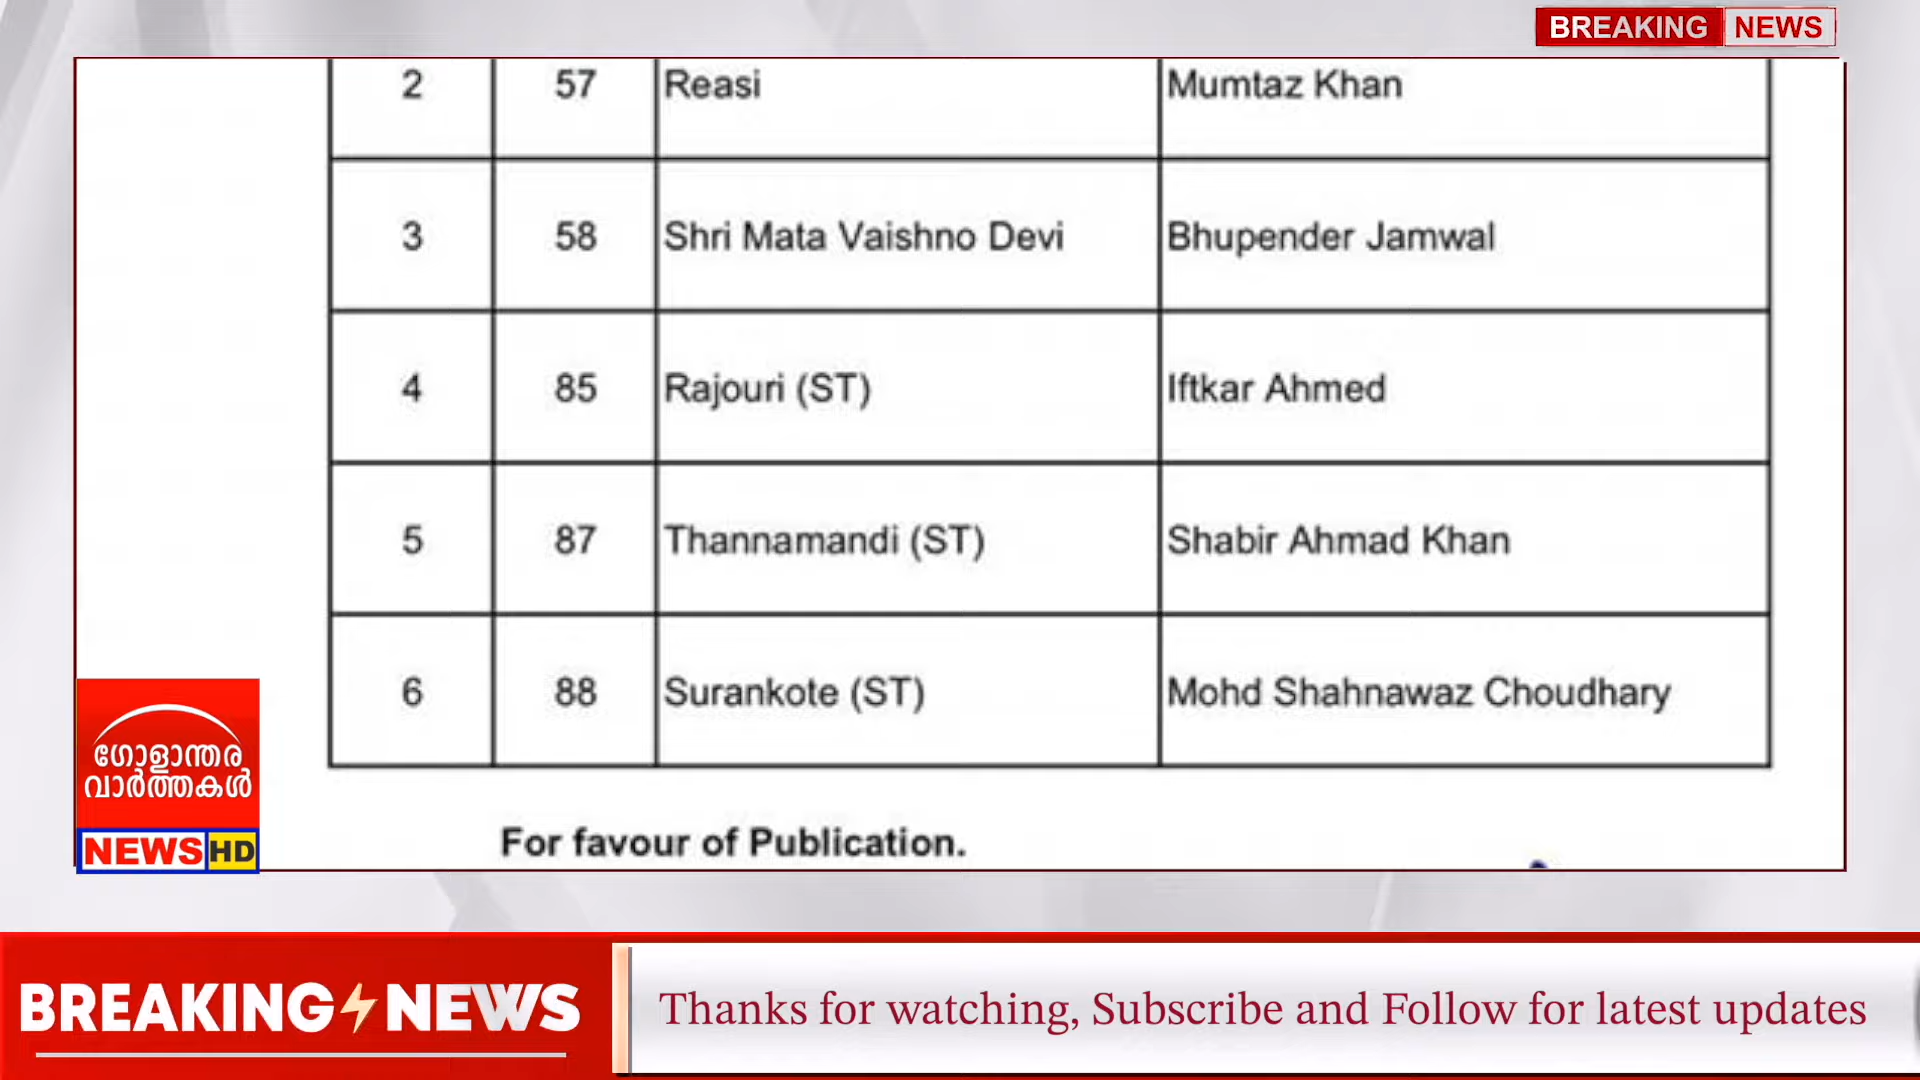 BREAKING NEWS
2 57 Reasi Mumtaz Khan
3 58 Shri Mata Vaishno Devi Bhupender Jamwal
4 85 Rajouri (ST) Iftkar Ahmed
5 87 Thannamandi (ST) Shabir Ahmad Khan
6 88 Surankote (ST) Mohd Shahnawaz Choudhary
For favour of Publication.
ഗോളാന്തര
വാർത്തകൾ
NEWS HD
BREAKING NEWS
Thanks for watching, Subscribe and Follow for latest updates